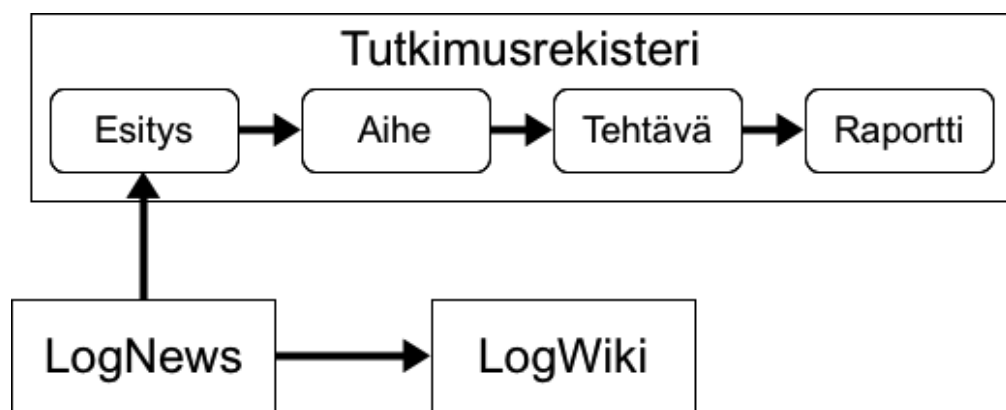 Tutkimusrekisteri
Esitys
Aihe
Tehtävä
Raportti
LogNews
LogWiki